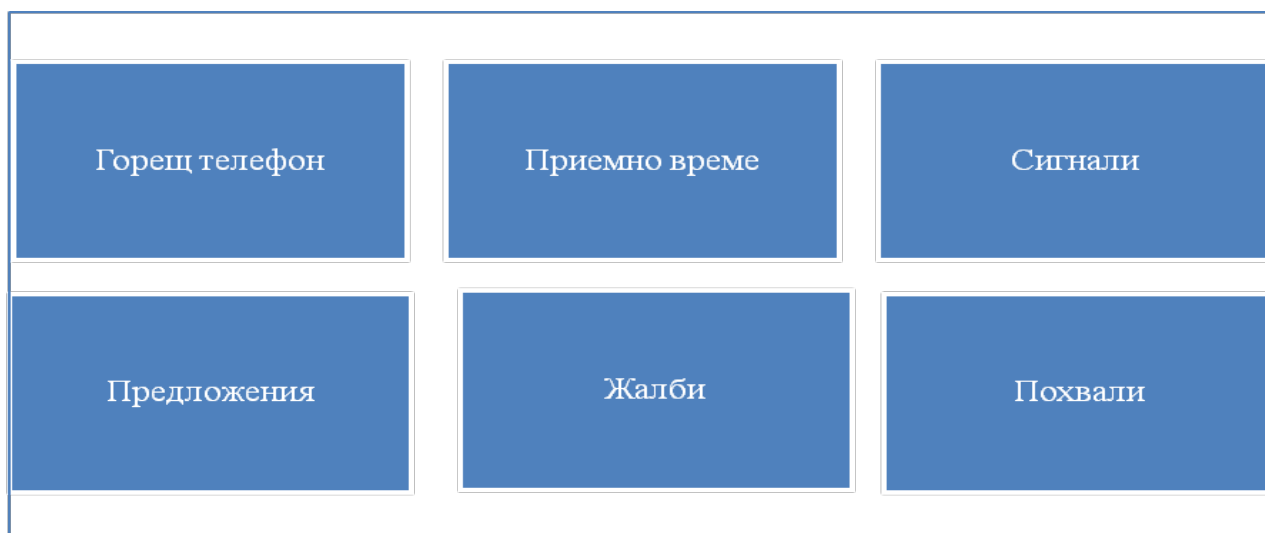 Горещ телефон
Приемно време
Сигнали
Предложения
Жалби
Похвали